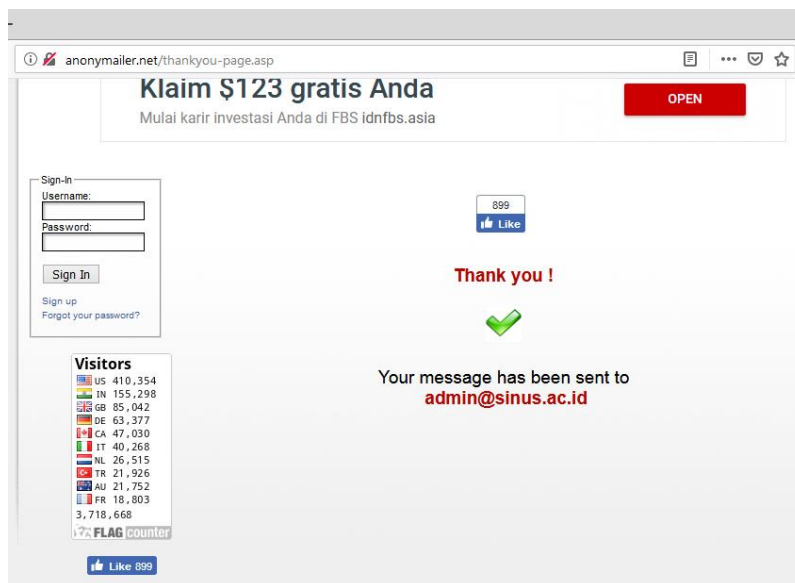 anonymailer.net/thankyou-page.asp
Klaim $123 gratis Anda
Mulai karir investasi Anda di FBS idnfbs.asia
OPEN
Sign-In
Username:
Password:
Sign In
Sign up
Forgot your password?
899
Like
Thank you !
Your message has been sent to
admin@sinus.ac.id
Visitors
US 410,354
IN 155,298
GB 85,042
DE 63,377
CA 47,030
IT 40,268
NL 26,515
TR 21,926
AU 21,752
FR 18,803
3,718,668
FLAG counter
Like 899